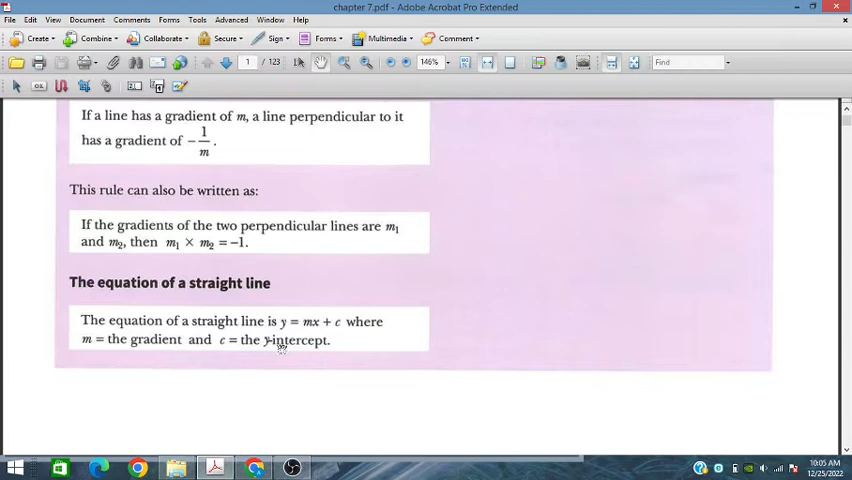 chapter 7.pdf - Adobe Acrobat Pro Extended
File Edit View Document Comments Forms Tools Advanced Window Help
Create Combine Collaborate Secure Sign Forms Multimedia Comment
1 / 123 146% Find
If a line has a gradient of m, a line perpendicular to it
has a gradient of −1/m.
This rule can also be written as:
If the gradients of the two perpendicular lines are m₁
and m₂, then m₁ × m₂ = −1.
The equation of a straight line
The equation of a straight line is y = mx + c where
m = the gradient and c = the y-intercept.
10:05 AM
12/25/2022